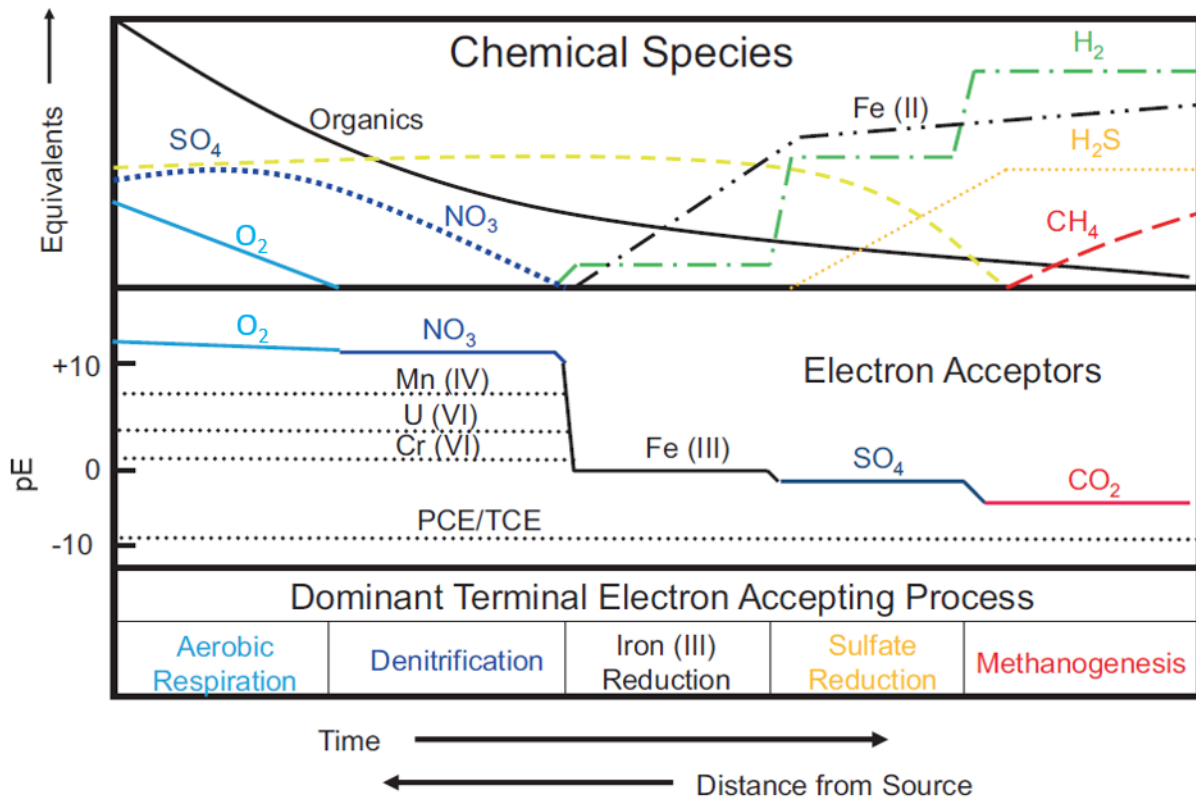 Equivalents
Chemical Species
H₂
Fe (II)
Organics
SO₄
H₂S
NO₃
CH₄
O₂
O₂
NO₃
+10
Electron Acceptors
Mn (IV)
U (VI)
Cr (VI)
Fe (III)
SO₄
0
CO₂
pE
PCE/TCE
-10
Dominant Terminal Electron Accepting Process
Aerobic
Respiration
Denitrification
Iron (III)
Reduction
Sulfate
Reduction
Methanogenesis
Time
Distance from Source